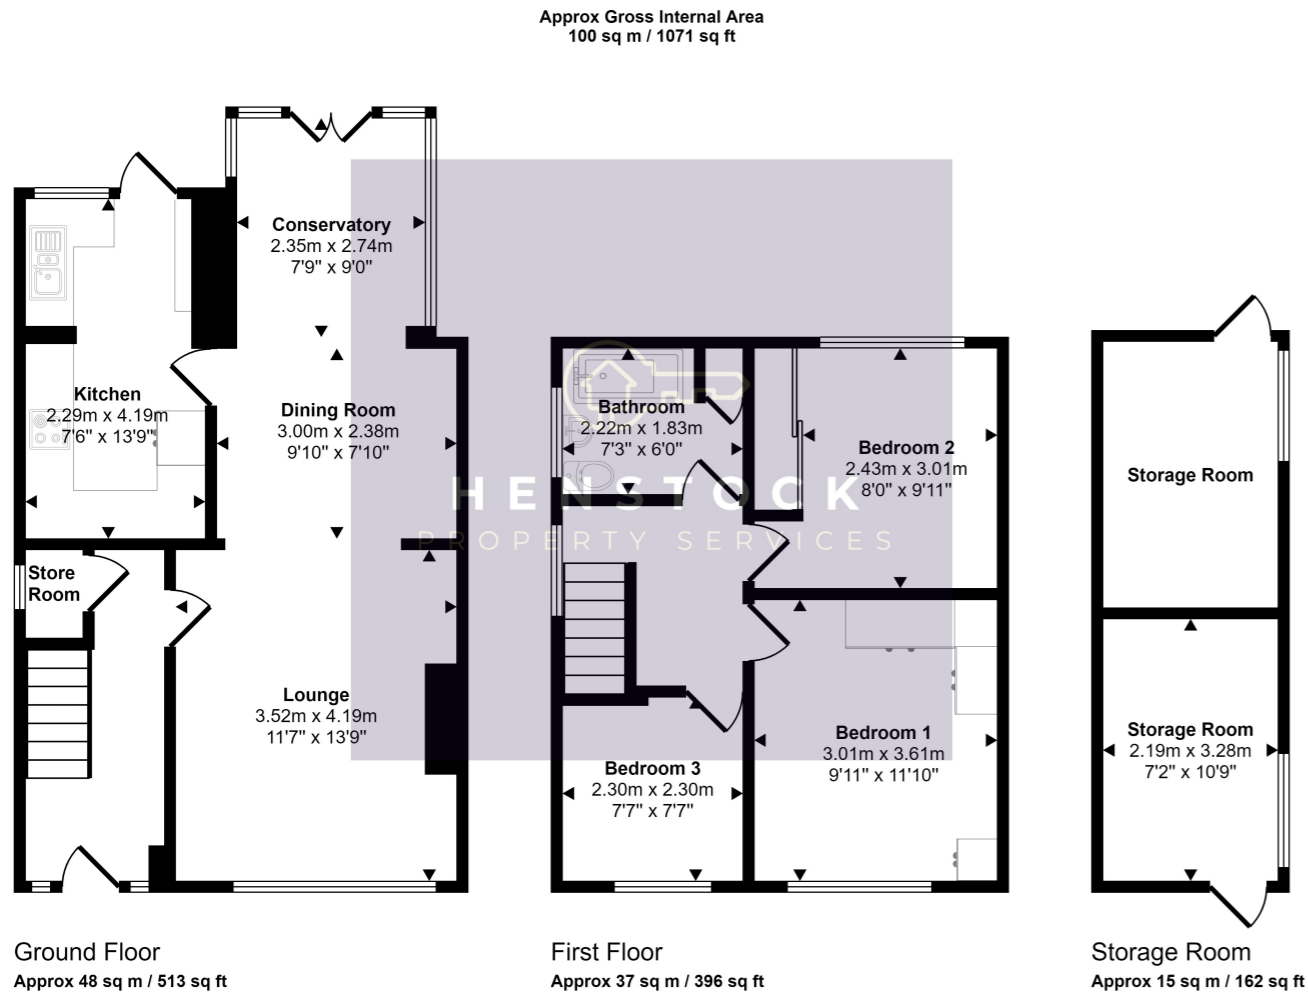 Approx Gross Internal Area
100 sq m / 1071 sq ft
Conservatory
2.35m x 2.74m
7'9" x 9'0"
Kitchen
2.29m x 4.19m
7'6" x 13'9"
Dining Room
3.00m x 2.38m
9'10" x 7'10"
Store
Room
Lounge
3.52m x 4.19m
11'7" x 13'9"
Ground Floor
Approx 48 sq m / 513 sq ft
Bathroom
2.22m x 1.83m
7'3" x 6'0"
Bedroom 2
2.43m x 3.01m
8'0" x 9'11"
HENSTOCK
PROPERTY SERVICES
Bedroom 1
3.01m x 3.61m
9'11" x 11'10"
Bedroom 3
2.30m x 2.30m
7'7" x 7'7"
First Floor
Approx 37 sq m / 396 sq ft
Storage Room
Storage Room
2.19m x 3.28m
7'2" x 10'9"
Storage Room
Approx 15 sq m / 162 sq ft